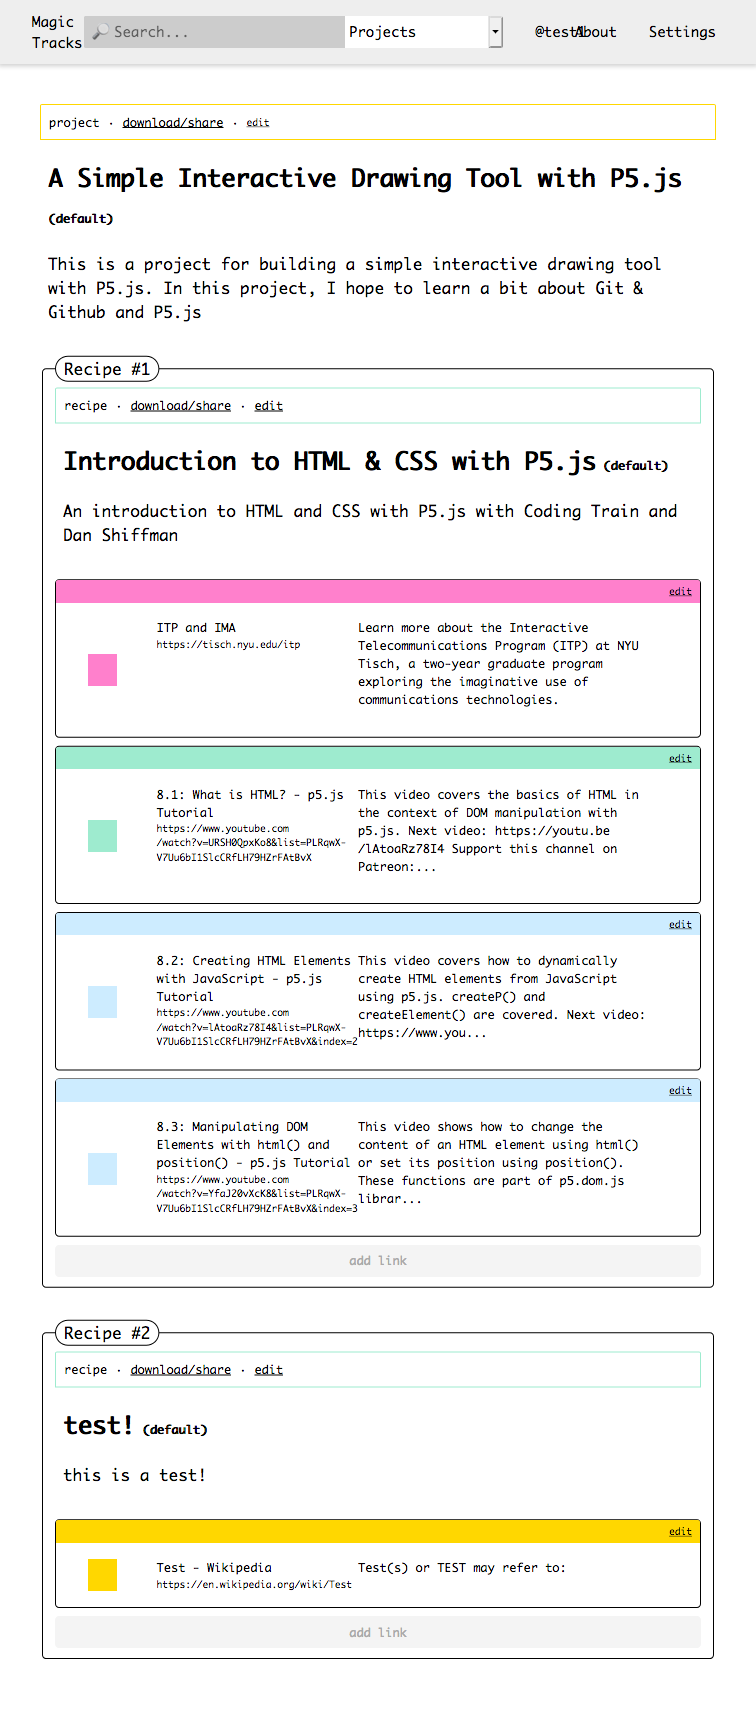 Magic
Tracks
Search...
Projects
@test1
About
Settings
project · download/share · edit
A Simple Interactive Drawing Tool with P5.js
(default)
This is a project for building a simple interactive drawing tool
with P5.js. In this project, I hope to learn a bit about Git &
Github and P5.js
Recipe #1
recipe · download/share · edit
Introduction to HTML & CSS with P5.js (default)
An introduction to HTML and CSS with P5.js with Coding Train and
Dan Shiffman
edit
ITP and IMA
https://tisch.nyu.edu/itp
Learn more about the Interactive
Telecommunications Program (ITP) at NYU
Tisch, a two-year graduate program
exploring the imaginative use of
communications technologies.
edit
8.1: What is HTML? - p5.js
Tutorial
https://www.youtube.com
/watch?v=URSH0QpxKo8&list=PLRqwX-
V7Uu6bI1SlcCRfLH79HZrFAtBvX
This video covers the basics of HTML in
the context of DOM manipulation with
p5.js. Next video: https://youtu.be
/lAtoaRz78I4 Support this channel on
Patreon:...
edit
8.2: Creating HTML Elements
with JavaScript - p5.js
Tutorial
https://www.youtube.com
/watch?v=lAtoaRz78I4&list=PLRqwX-
V7Uu6bI1SlcCRfLH79HZrFAtBvX&index=2
This video covers how to dynamically
create HTML elements from JavaScript
using p5.js. createP() and
createElement() are covered. Next video:
https://www.you...
edit
8.3: Manipulating DOM
Elements with html() and
position() - p5.js Tutorial
https://www.youtube.com
/watch?v=YfaJ20vXcK8&list=PLRqwX-
V7Uu6bI1SlcCRfLH79HZrFAtBvX&index=3
This video shows how to change the
content of an HTML element using html()
or set its position using position().
These functions are part of p5.dom.js
librar...
add link
Recipe #2
recipe · download/share · edit
test! (default)
this is a test!
edit
Test - Wikipedia
https://en.wikipedia.org/wiki/Test
Test(s) or TEST may refer to:
add link